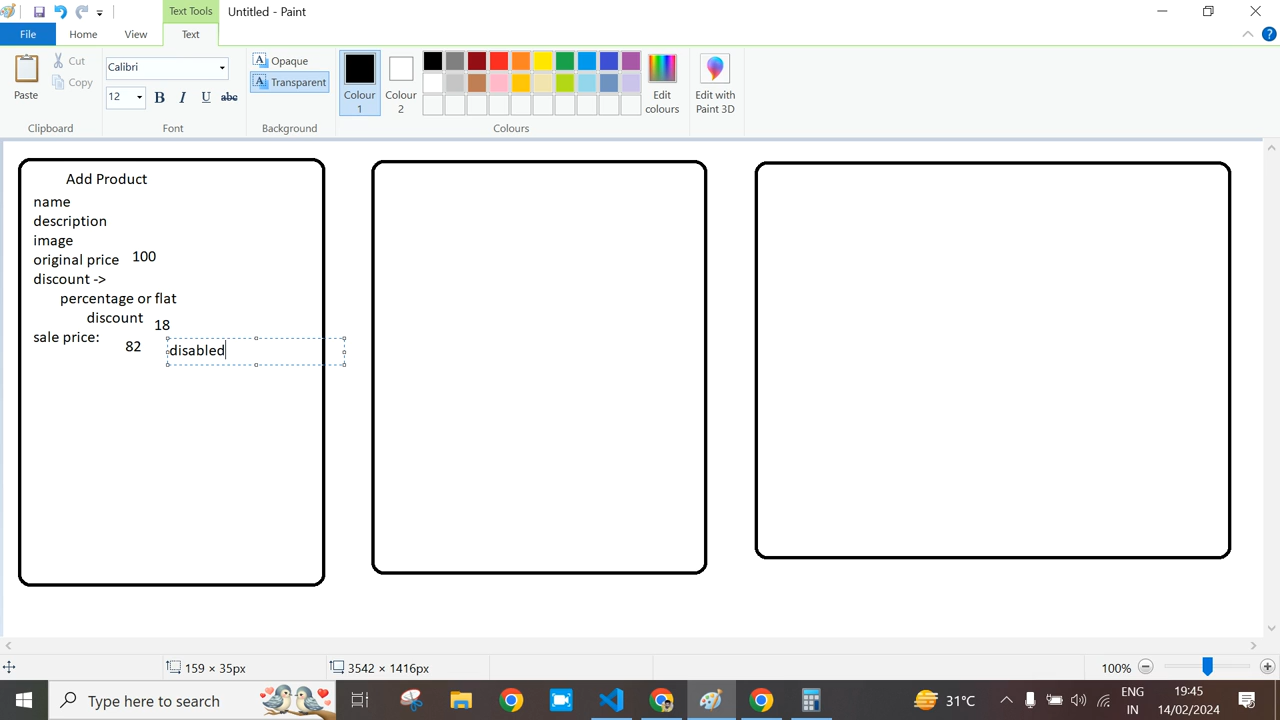 Text Tools
Untitled - Paint
File
Home
View
Text
Paste
Cut
Copy
Clipboard
Calibri
12
B I U abc
Font
Opaque
Transparent
Background
Colour 1
Colour 2
Edit colours
Colours
Edit with Paint 3D
Add Product
name
description
image
original price 100
discount ->
percentage or flat
discount 18
sale price: 82 disabled
159 × 35px
3542 × 1416px
100%
Type here to search
31°C
ENG
IN
19:45
14/02/2024